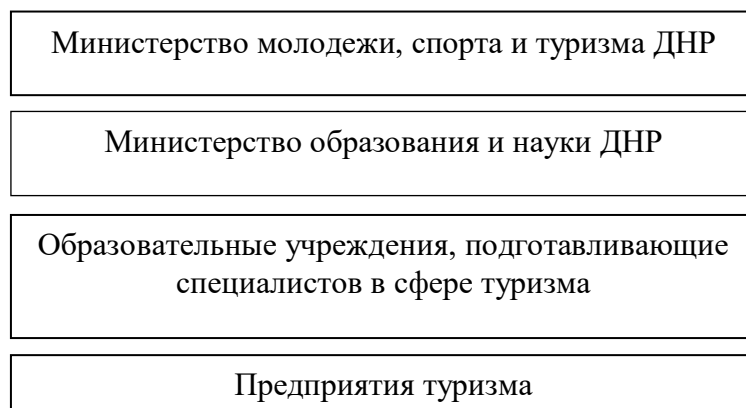 Министерство молодежи, спорта и туризма ДНР
Министерство образования и науки ДНР
Образовательные учреждения, подготавливающие
специалистов в сфере туризма
Предприятия туризма